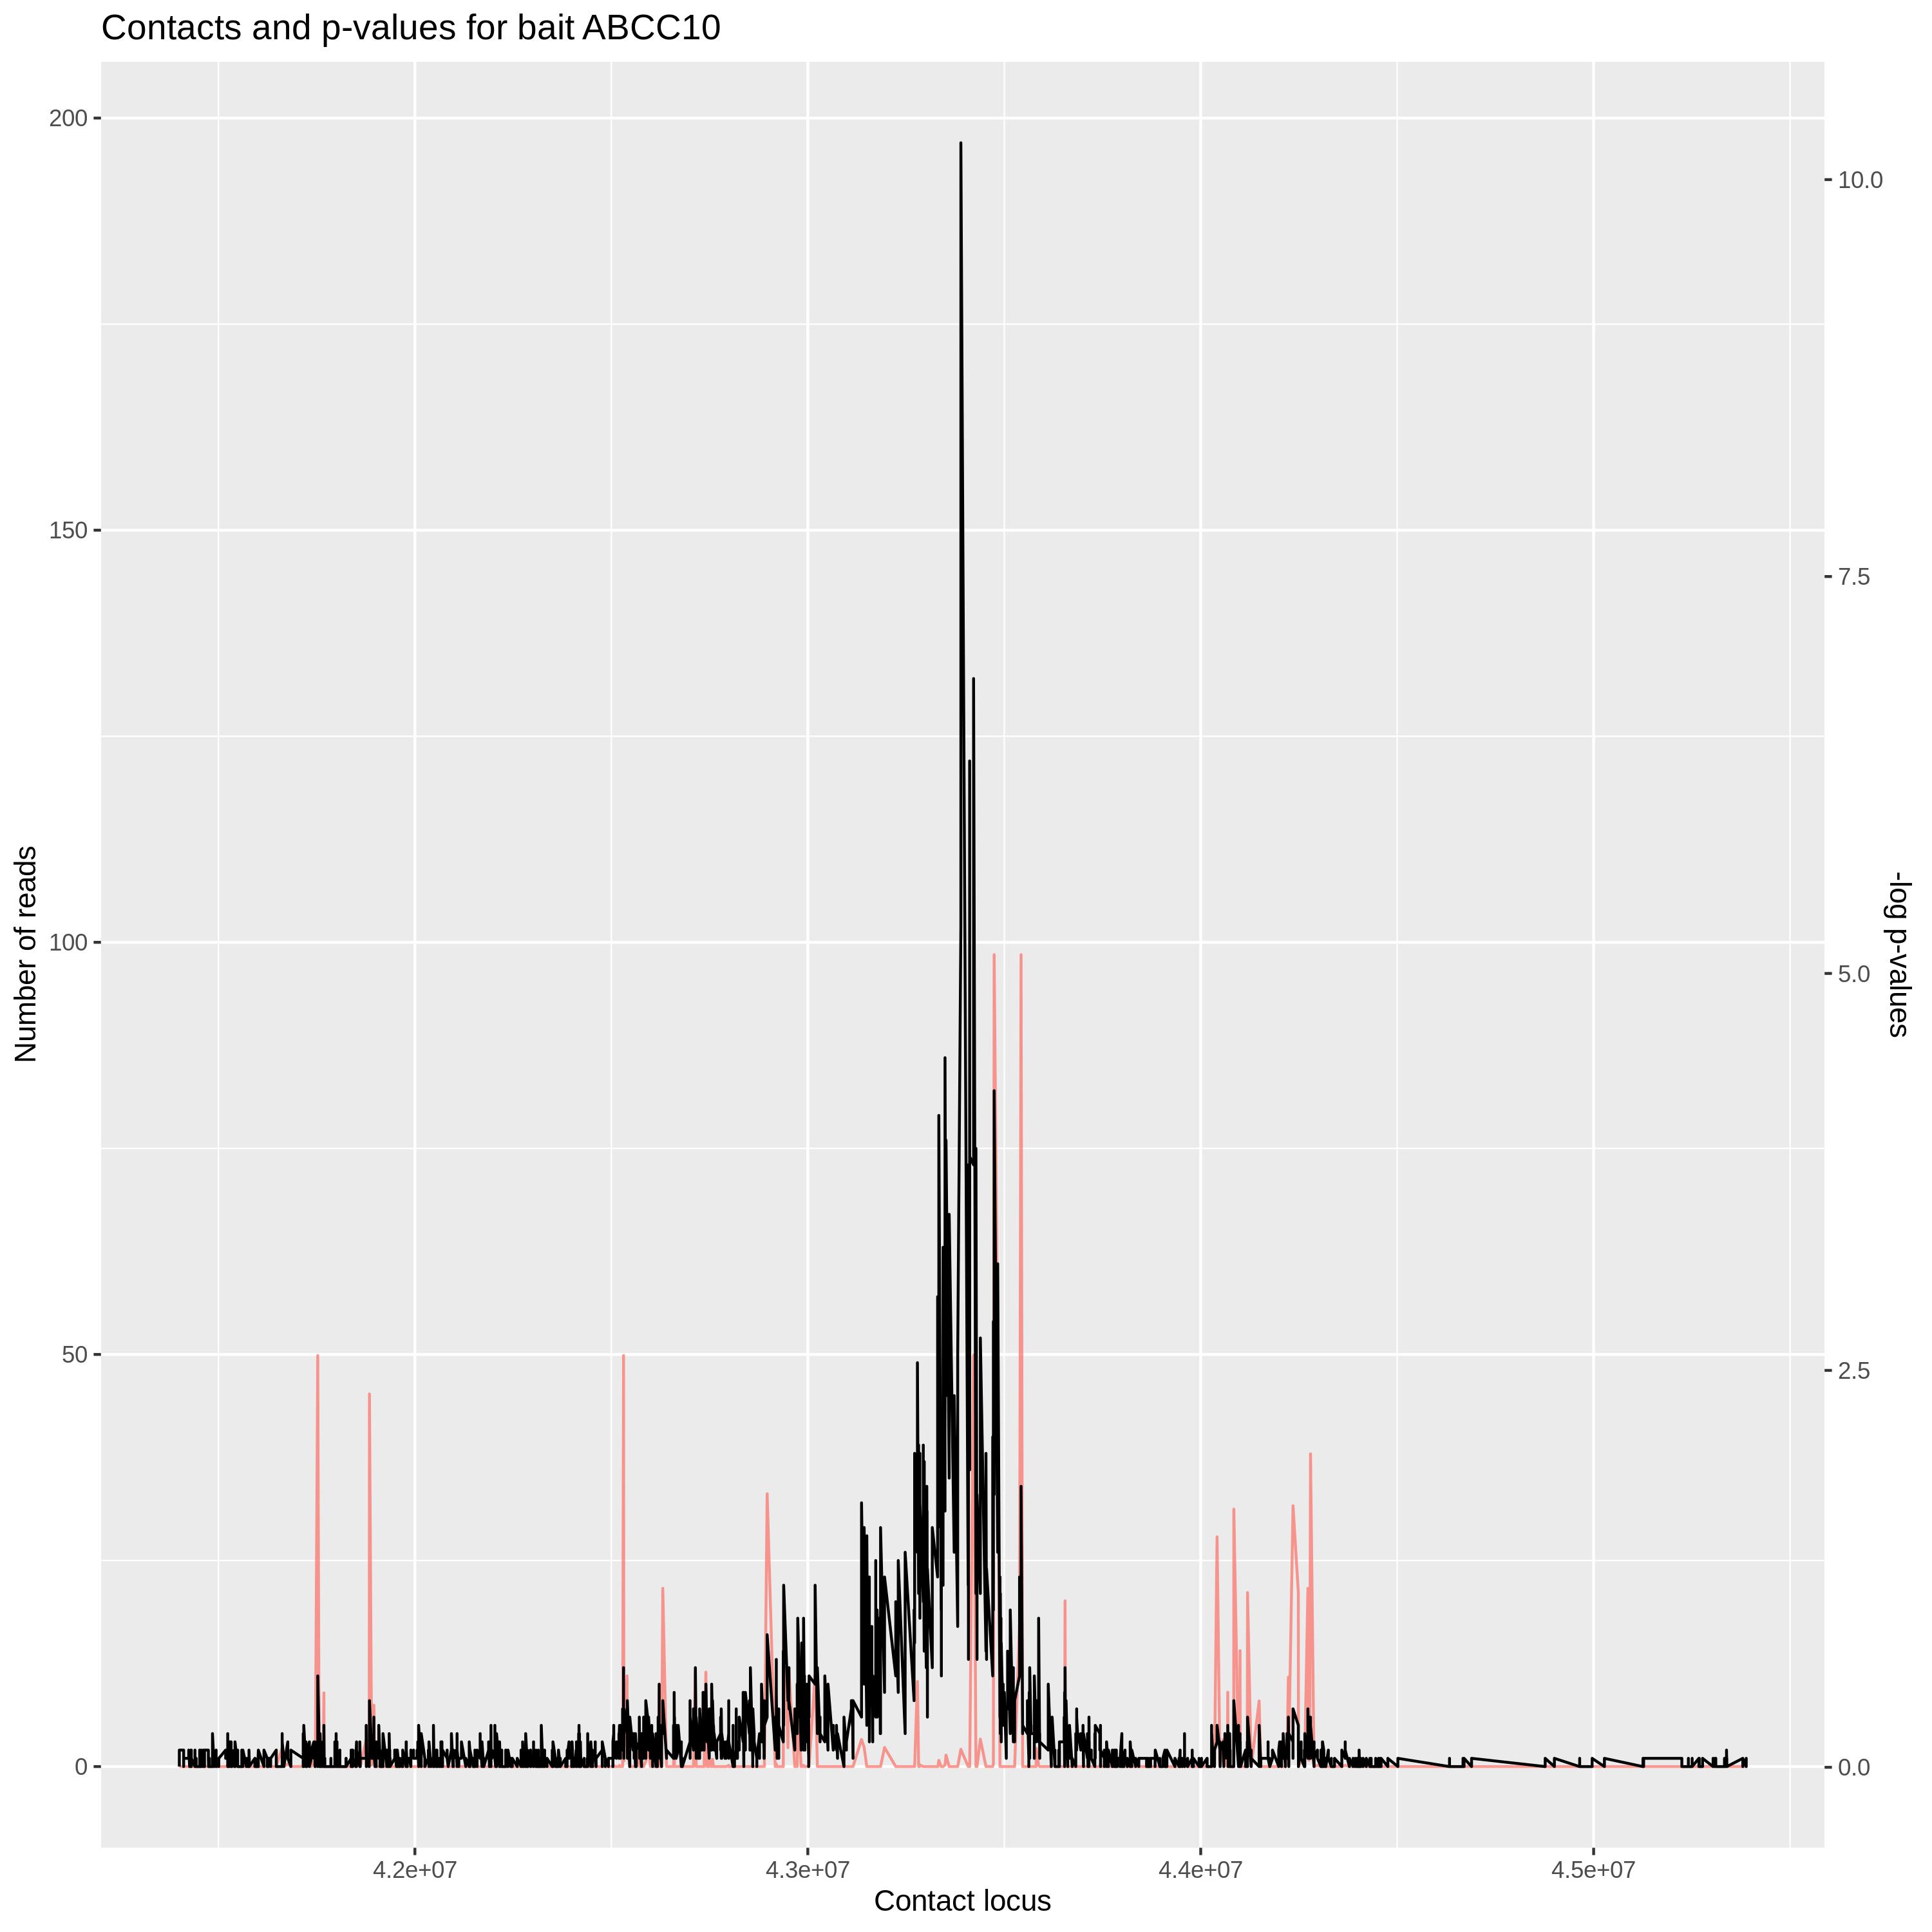 Contacts and p-values for bait ABCC10
200
150
100
50
0
Number of reads
10.0
7.5
5.0
2.5
0.0
-log p-values
4.2e+07
4.3e+07
4.4e+07
4.5e+07
Contact locus